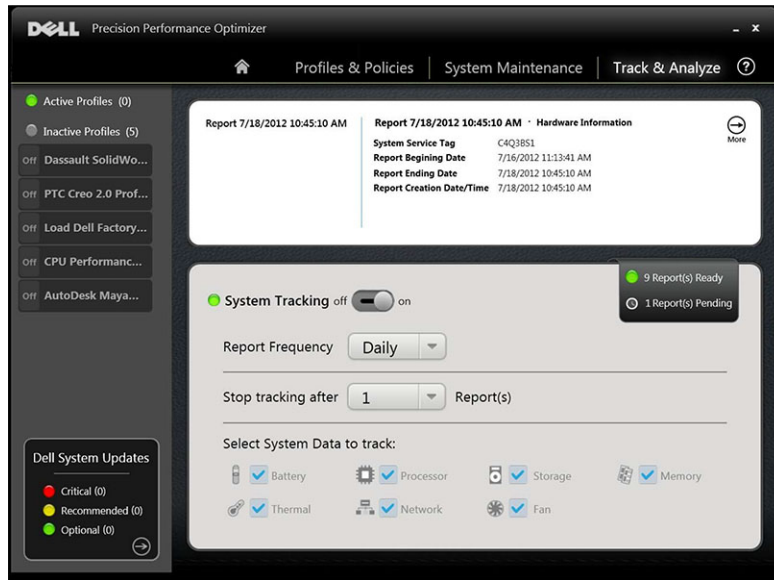 DELL Precision Performance Optimizer
Profiles & Policies System Maintenance Track & Analyze ?
Active Profiles (0)
Inactive Profiles (5)
Off Dassault SolidWo...
Off PTC Creo 2.0 Prof...
Off Load Dell Factory...
Off CPU Performanc...
Off AutoDesk Maya...
Dell System Updates
Critical (0)
Recommended (0)
Optional (0)
Report 7/18/2012 10:45:10 AM
Report 7/18/2012 10:45:10 AM · Hardware Information
System Service Tag C4Q3BS1
Report Begining Date 7/16/2012 11:13:41 AM
Report Ending Date 7/18/2012 10:45:10 AM
Report Creation Date/Time 7/18/2012 10:45:10 AM
More
9 Report(s) Ready
1 Report(s) Pending
System Tracking off on
Report Frequency Daily
Stop tracking after 1 Report(s)
Select System Data to track:
Battery Processor Storage Memory
Thermal Network Fan